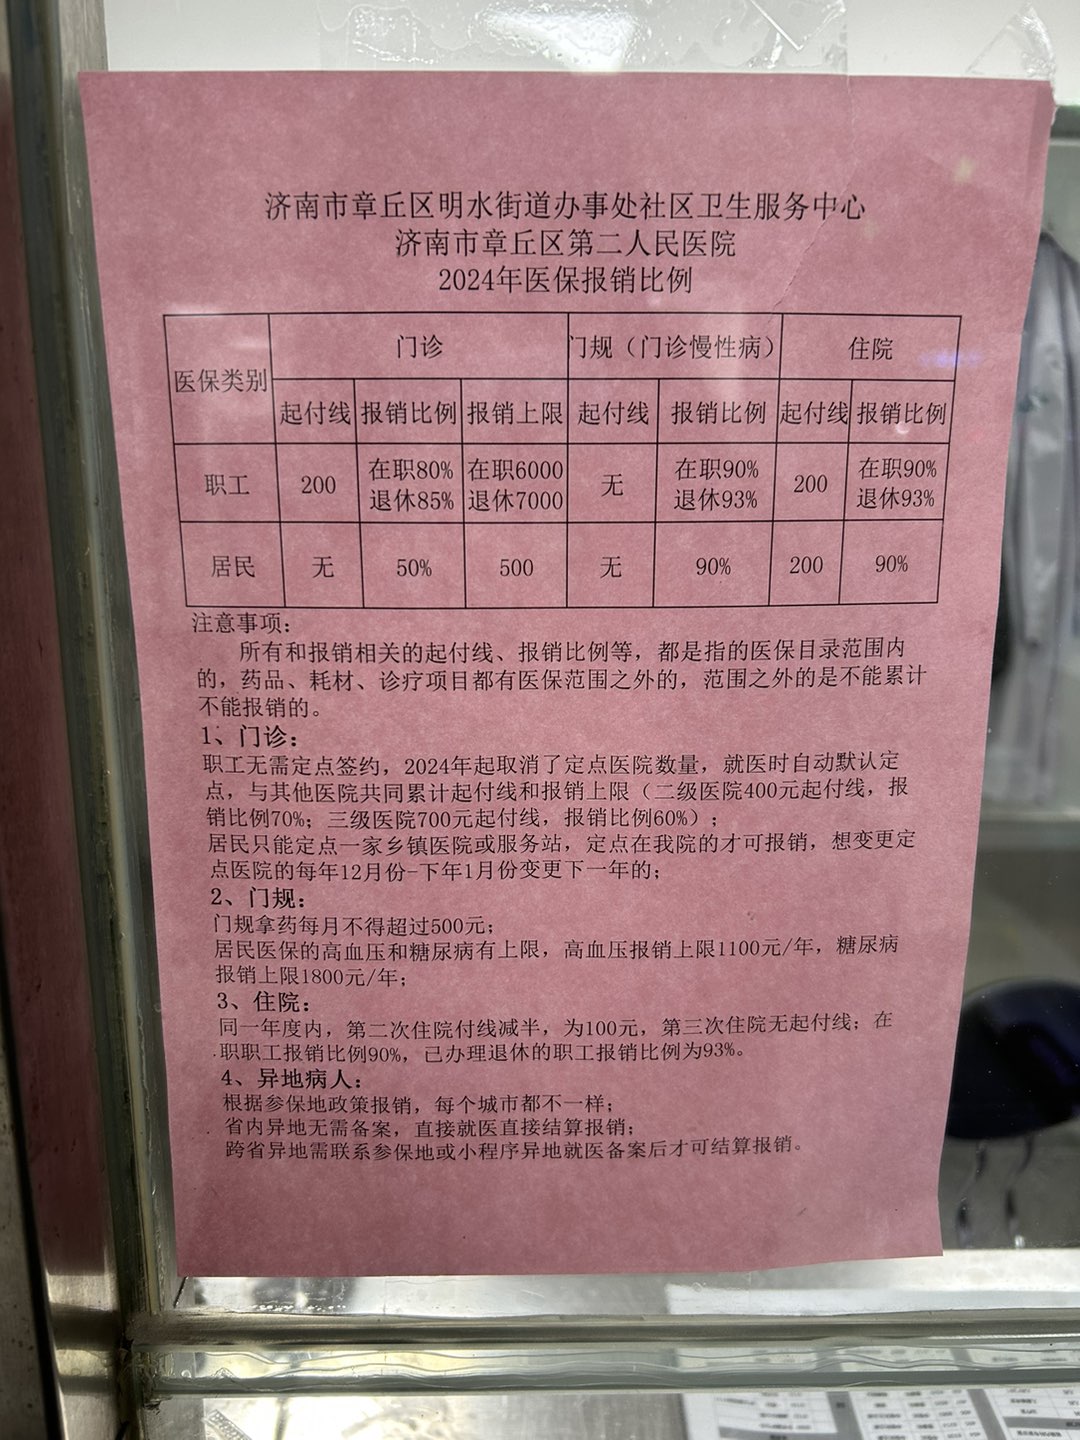 济南市章丘区明水街道办事处社区卫生服务中心
济南市章丘区第二人民医院
2024年医保报销比例
医保类别 门诊 门规（门诊慢性病） 住院
起付线 报销比例 报销上限 起付线 报销比例 起付线 报销比例
职工 200 在职80% 在职6000 无 在职90% 200 在职90%
退休85% 退休7000 退休93% 退休93%
居民 无 50% 500 无 90% 200 90%
注意事项：
所有和报销相关的起付线、报销比例等，都是指的医保目录范围内
的，药品、耗材、诊疗项目都有医保范围之外的，范围之外的是不能累计
不能报销的。
1、门诊：
职工无需定点签约，2024年起取消了定点医院数量，就医时自动默认定
点，与其他医院共同累计起付线和报销上限（二级医院400元起付线，报
销比例70%；三级医院700元起付线，报销比例60%）；
居民只能定点一家乡镇医院或服务站，定点在我院的才可报销，想变更定
点医院的每年12月份-下年1月份变更下一年的；
2、门规：
门规拿药每月不得超过500元；
居民医保的高血压和糖尿病有上限，高血压报销上限1100元/年，糖尿病
报销上限1800元/年；
3、住院：
同一年度内，第二次住院付线减半，为100元，第三次住院无起付线；在
职职工报销比例90%，已办理退休的职工报销比例为93%。
4、异地病人：
根据参保地政策报销，每个城市都不一样；
省内异地无需备案，直接就医直接结算报销；
跨省异地需联系参保地或小程序异地就医备案后才可结算报销。